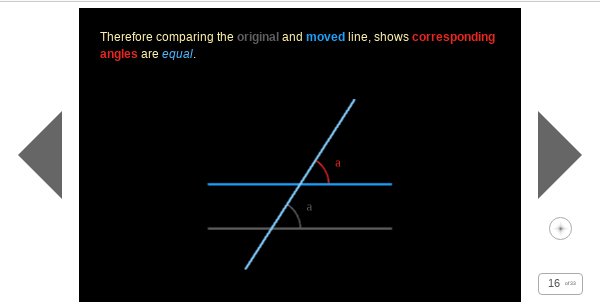 Therefore comparing the original and moved line, shows corresponding
angles are equal.
a
a
16 of 33